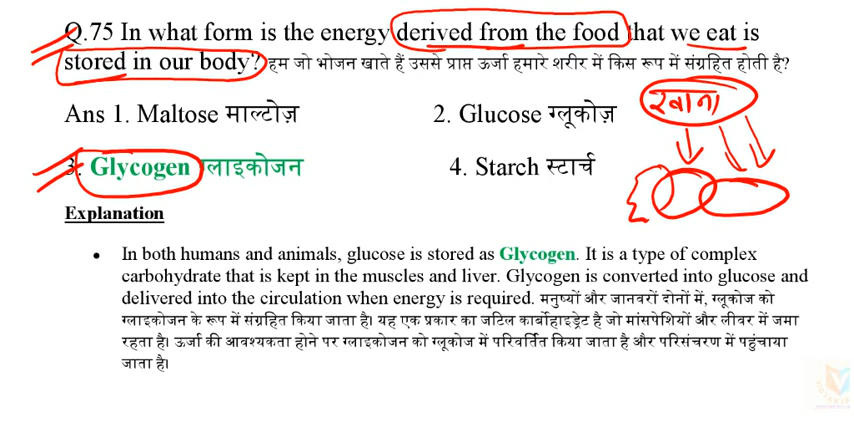 Q.75 In what form is the energy derived from the food that we eat is
stored in our body? हम जो भोजन खाते हैं उससे प्राप्त ऊर्जा हमारे शरीर में किस रूप में संग्रहित होती है?
Ans 1. Maltose माल्टोज़
2. Glucose ग्लूकोज़
खाना
3. Glycogen ग्लाइकोजन
4. Starch स्टार्च
Explanation
• In both humans and animals, glucose is stored as Glycogen. It is a type of complex
carbohydrate that is kept in the muscles and liver. Glycogen is converted into glucose and
delivered into the circulation when energy is required. मनुष्यों और जानवरों दोनों में, ग्लूकोज को
ग्लाइकोजन के रूप में संग्रहित किया जाता है। यह एक प्रकार का जटिल कार्बोहाइड्रेट है जो मांसपेशियों और लीवर में जमा
रहता है। ऊर्जा की आवश्यकता होने पर ग्लाइकोजन को ग्लूकोज में परिवर्तित किया जाता है और परिसंचरण में पहुंचाया
जाता है।